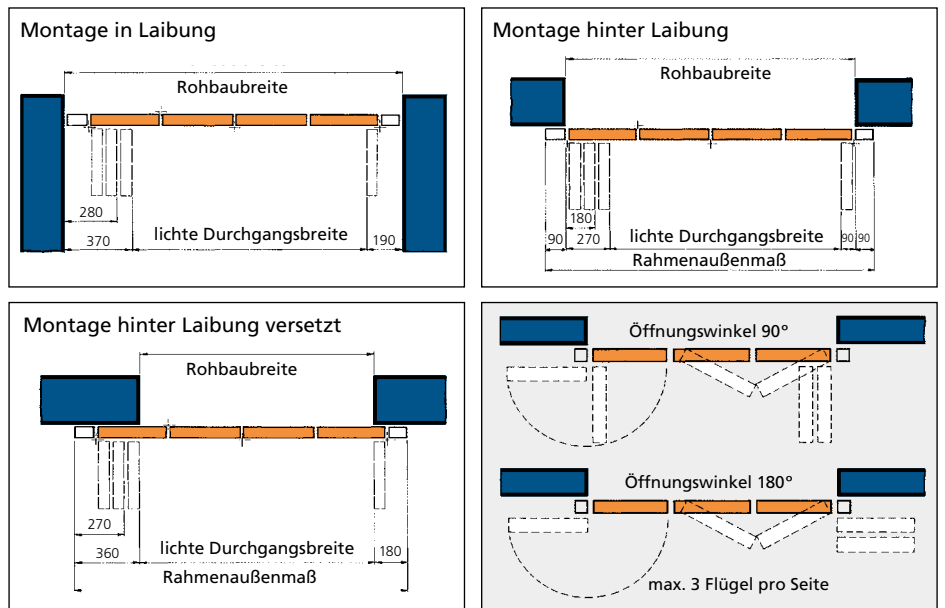 Montage in Laibung
Rohbaubreite
280
370
lichte Durchgangsbreite
190
Montage hinter Laibung
Rohbaubreite
180
90
270
lichte Durchgangsbreite
90
90
Rahmenaußenmaß
Montage hinter Laibung versetzt
Rohbaubreite
270
360
lichte Durchgangsbreite
180
Rahmenaußenmaß
Öffnungswinkel 90°
Öffnungswinkel 180°
max. 3 Flügel pro Seite